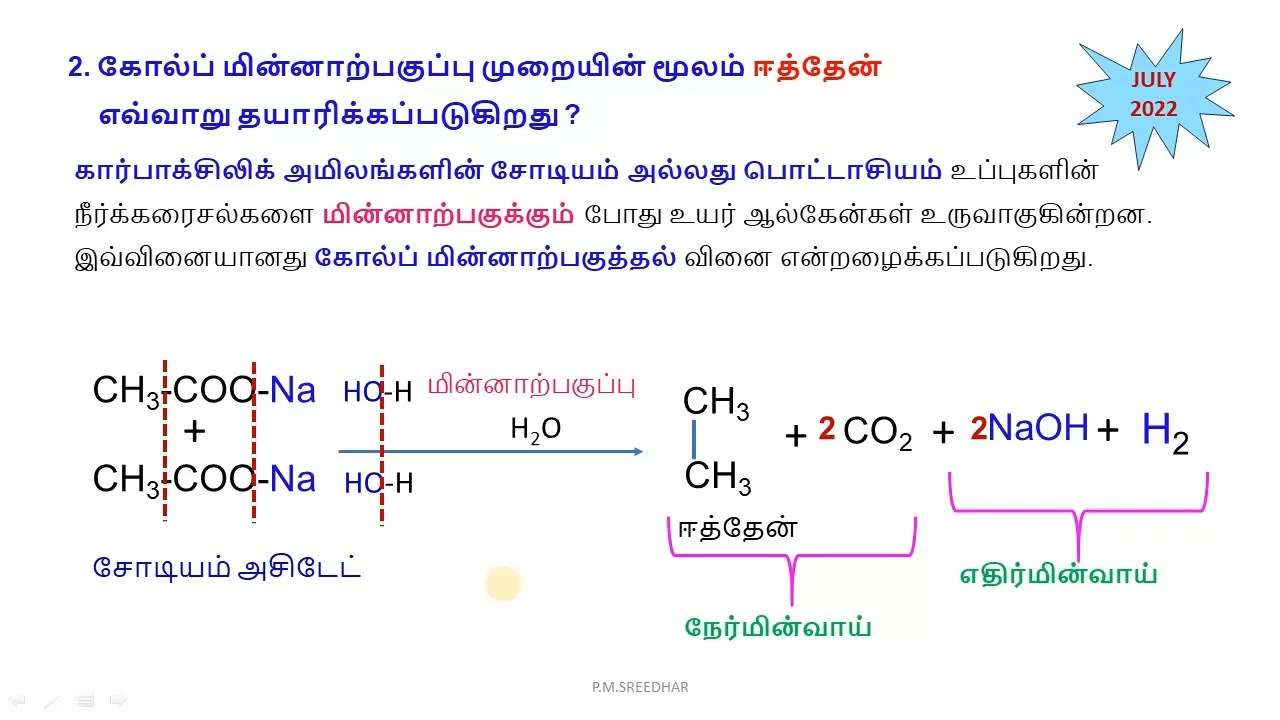 2. கோல்ப் மின்னாற்பகுப்பு முறையின் மூலம் ஈத்தேன்
எவ்வாறு தயாரிக்கப்படுகிறது ?
JULY
2022
கார்பாக்சிலிக் அமிலங்களின் சோடியம் அல்லது பொட்டாசியம் உப்புகளின்
நீர்க்கரைசல்களை மின்னாற்பகுக்கும் போது உயர் ஆல்கேன்கள் உருவாகுகின்றன.
இவ்வினையானது கோல்ப் மின்னாற்பகுத்தல் வினை என்றழைக்கப்படுகிறது.
CH₃-COO-Na HO-H மின்னாற்பகுப்பு
+
H₂O
CH₃-COO-Na HO-H
CH₃
CH₃
+ 2 CO₂ + 2NaOH + H₂
ஈத்தேன்
சோடியம் அசிடேட்
எதிர்மின்வாய்
நேர்மின்வாய்
P.M.SREEDHAR